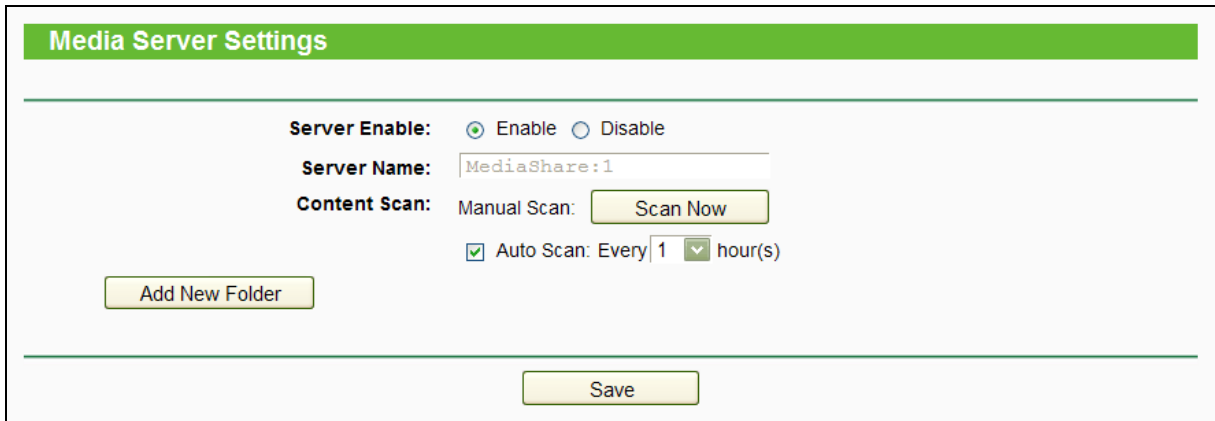 Media Server Settings
Server Enable: Enable Disable
Server Name: MediaShare:1
Content Scan: Manual Scan: Scan Now
Auto Scan: Every 1 hour(s)
Add New Folder
Save